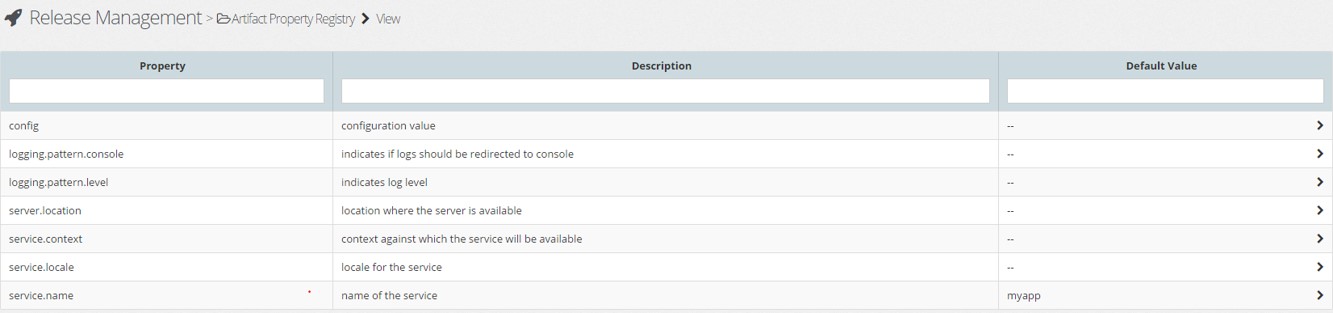 Release Management > Artifact Property Registry > View
Property Description Default Value
config configuration value --
logging.pattern.console indicates if logs should be redirected to console --
logging.pattern.level indicates log level --
server.location location where the server is available --
service.context context against which the service will be available --
service.locale locale for the service --
service.name name of the service myapp